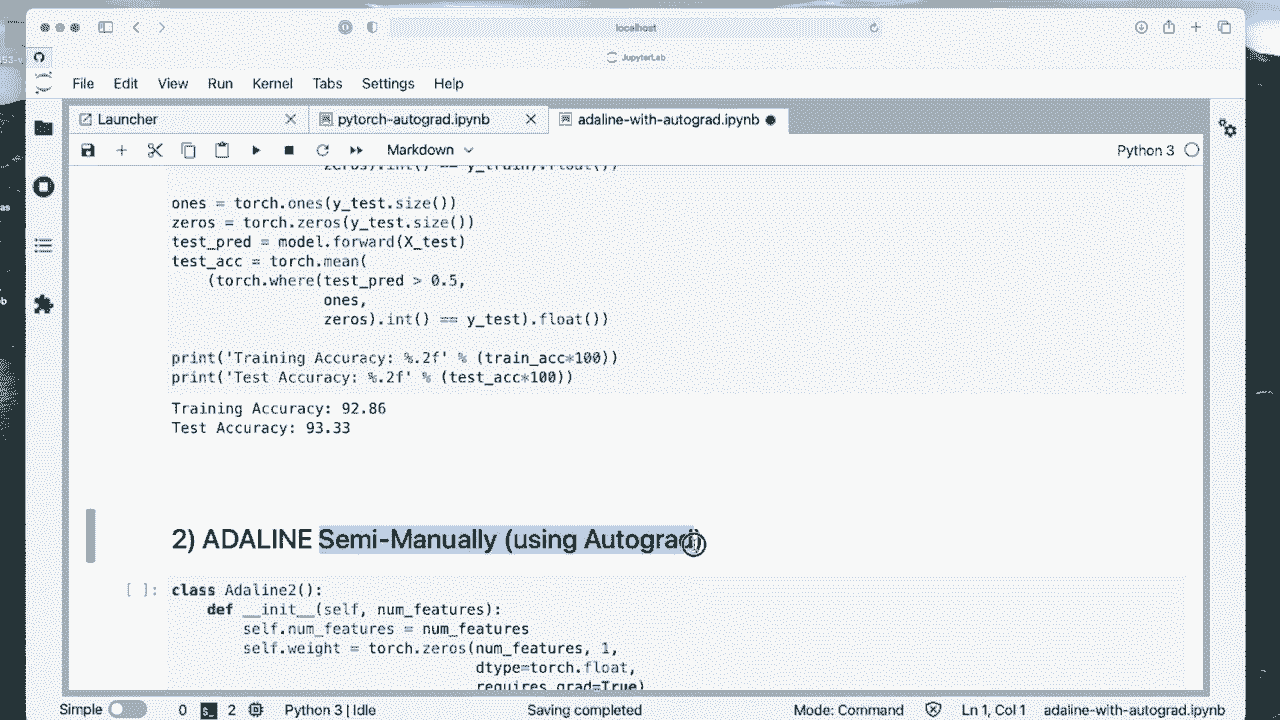 localhost
JupyterLab
File Edit View Run Kernel Tabs Settings Help
Launcher pytorch-autograd.ipynb adaline-with-autograd.ipynb
Markdown Python 3
zeros).int() == y_train).float())
ones = torch.ones(y_test.size())
zeros = torch.zeros(y_test.size())
test_pred = model.forward(X_test)
test_acc = torch.mean(
(torch.where(test_pred > 0.5,
ones,
zeros).int() == y_test).float())
print('Training Accuracy: %.2f' % (train_acc*100))
print('Test Accuracy: %.2f' % (test_acc*100))
Training Accuracy: 92.86
Test Accuracy: 93.33
2) ADALINE Semi-Manually (using Autograd)
[ ]: class Adaline2():
def __init__(self, num_features):
self.num_features = num_features
self.weight = torch.zeros(num_features, 1,
dtype=torch.float,
requires_grad=True)
Simple 0 2 Python 3 | Idle Saving completed Mode: Command Ln 1, Col 1 adaline-with-autograd.ipynb